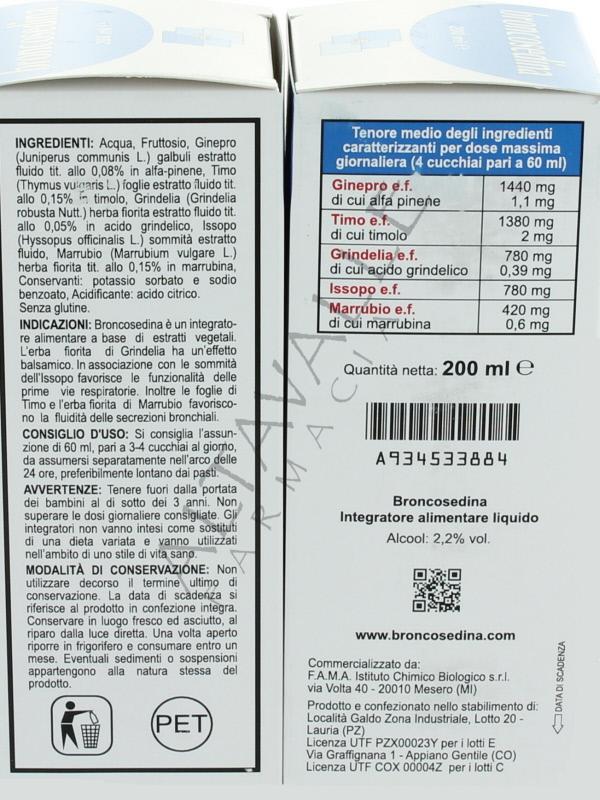 broncosedina
INGREDIENTI: Acqua, Fruttosio, Ginepro
(Juniperus communis L.) galbuli estratto
fluido tit. allo 0,08% in alfa-pinene, Timo
(Thymus vulgaris L.) foglie estratto fluido tit.
allo 0,15% in timolo, Grindelia (Grindelia
robusta Nutt.) herba fiorita estratto fluido tit.
allo 0,05% in acido grindelico, Issopo
(Hyssopus officinalis L.) sommità estratto
fluido, Marrubio (Marrubium vulgare L.)
herba fiorita tit. allo 0,15% in marrubina,
Conservanti: potassio sorbato e sodio
benzoato, Acidificante: acido citrico.
Senza glutine.
INDICAZIONI: Broncosedina è un integrato-
re alimentare a base di estratti vegetali.
L'erba fiorita di Grindelia ha un'effetto
balsamico. In associazione con le sommità
dell'Issopo favorisce le funzionalità delle
prime vie respiratorie. Inoltre le foglie di
Timo e l'erba fiorita di Marrubio favorisco-
no la fluidità delle secrezioni bronchiali.
CONSIGLIO D'USO: Si consiglia l'assun-
zione di 60 ml, pari a 3-4 cucchiai al giorno,
da assumersi separatamente nell'arco delle
24 ore, preferibilmente lontano dai pasti.
AVVERTENZE: Tenere fuori dalla portata
dei bambini al di sotto dei 3 anni. Non
superare le dosi giornaliere consigliate. Gli
integratori non vanno intesi come sostituti
di una dieta variata e vanno utilizzati
nell'ambito di uno stile di vita sano.
MODALITÀ DI CONSERVAZIONE: Non
utilizzare decorso il termine ultimo di
conservazione. La data di scadenza si
riferisce al prodotto in confezione integra.
Conservare in luogo fresco ed asciutto, al
riparo dalla luce diretta. Una volta aperto
riporre in frigorifero e consumare entro un
mese. Eventuali sedimenti o sospensioni
appartengono alla natura stessa del
prodotto.
PET
broncosedina
Tenore medio degli ingredienti
caratterizzanti per dose massima
giornaliera (4 cucchiai pari a 60 ml)
Ginepro e.f. 1440 mg
di cui alfa pinene 1,1 mg
Timo e.f. 1380 mg
di cui timolo 2 mg
Grindelia e.f. 780 mg
di cui acido grindelico 0,39 mg
Issopo e.f. 780 mg
Marrubio e.f. 420 mg
di cui marrubina 0,6 mg
Quantità netta: 200 ml ℮
A934533884
Broncosedina
Integratore alimentare liquido
Alcool: 2,2% vol.
www.broncosedina.com
Commercializzato da:
F.A.M.A. Istituto Chimico Biologico s.r.l.
via Volta 40 - 20010 Mesero (MI)
Prodotto e confezionato nello stabilimento di:
Località Galdo Zona Industriale, Lotto 20 -
Lauria (PZ)
Licenza UTF PZX00023Y per i lotti E
Via Graffignana 1 - Appiano Gentile (CO)
Licenza UTF COX 00004Z per i lotti C
DATA DI SCADENZA
ALTAVALLE
FARMACIA